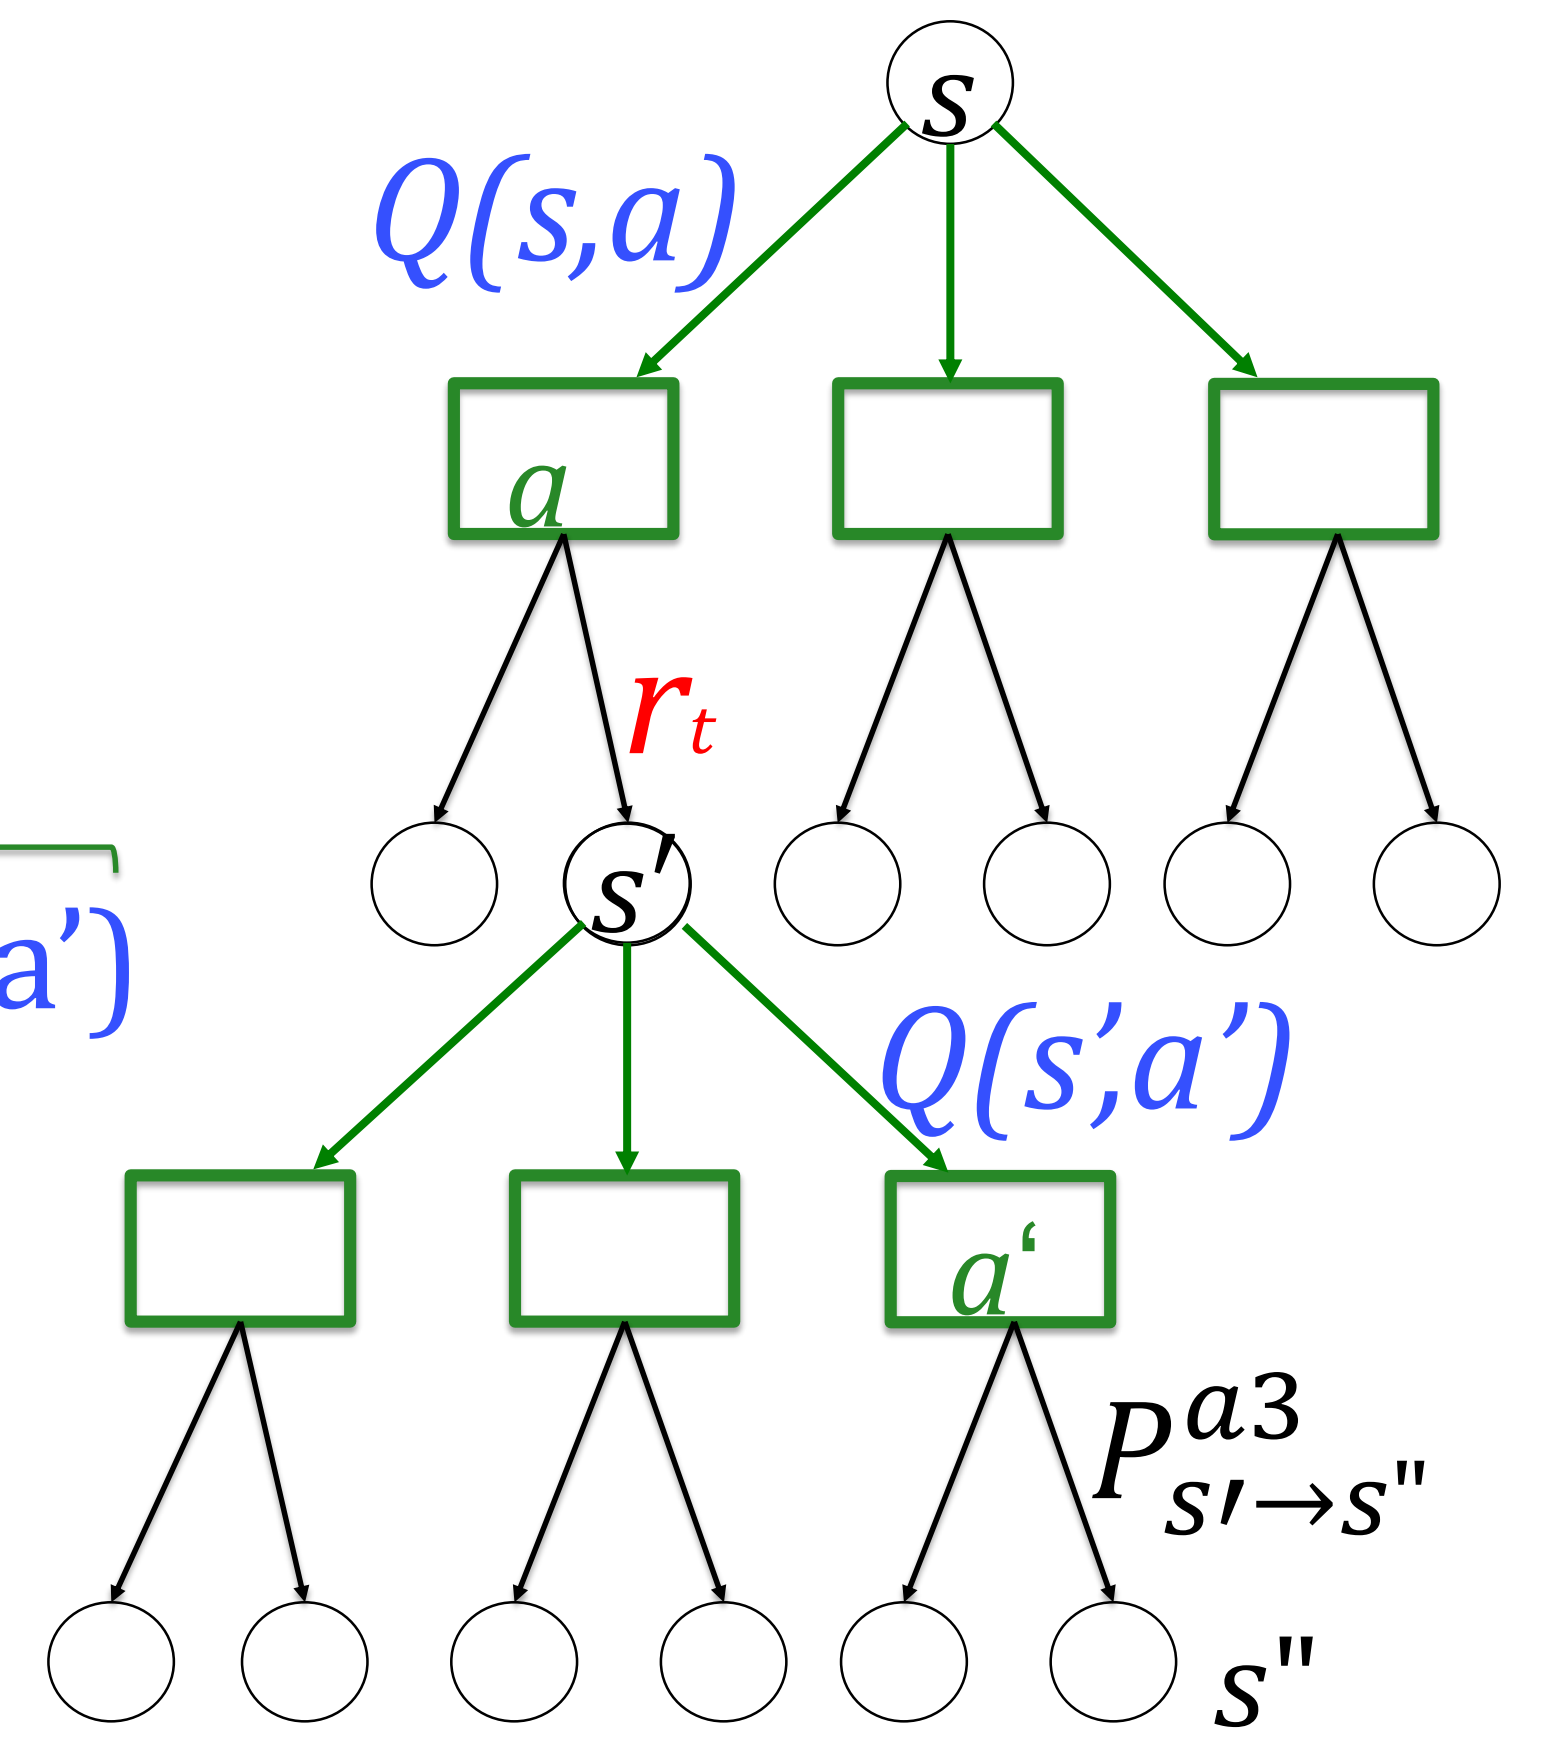 s
Q(s,a)
a
r_t
s′
a’)
Q(s’,a’)
a‘
P^{a3}_{s′→s"}
s"